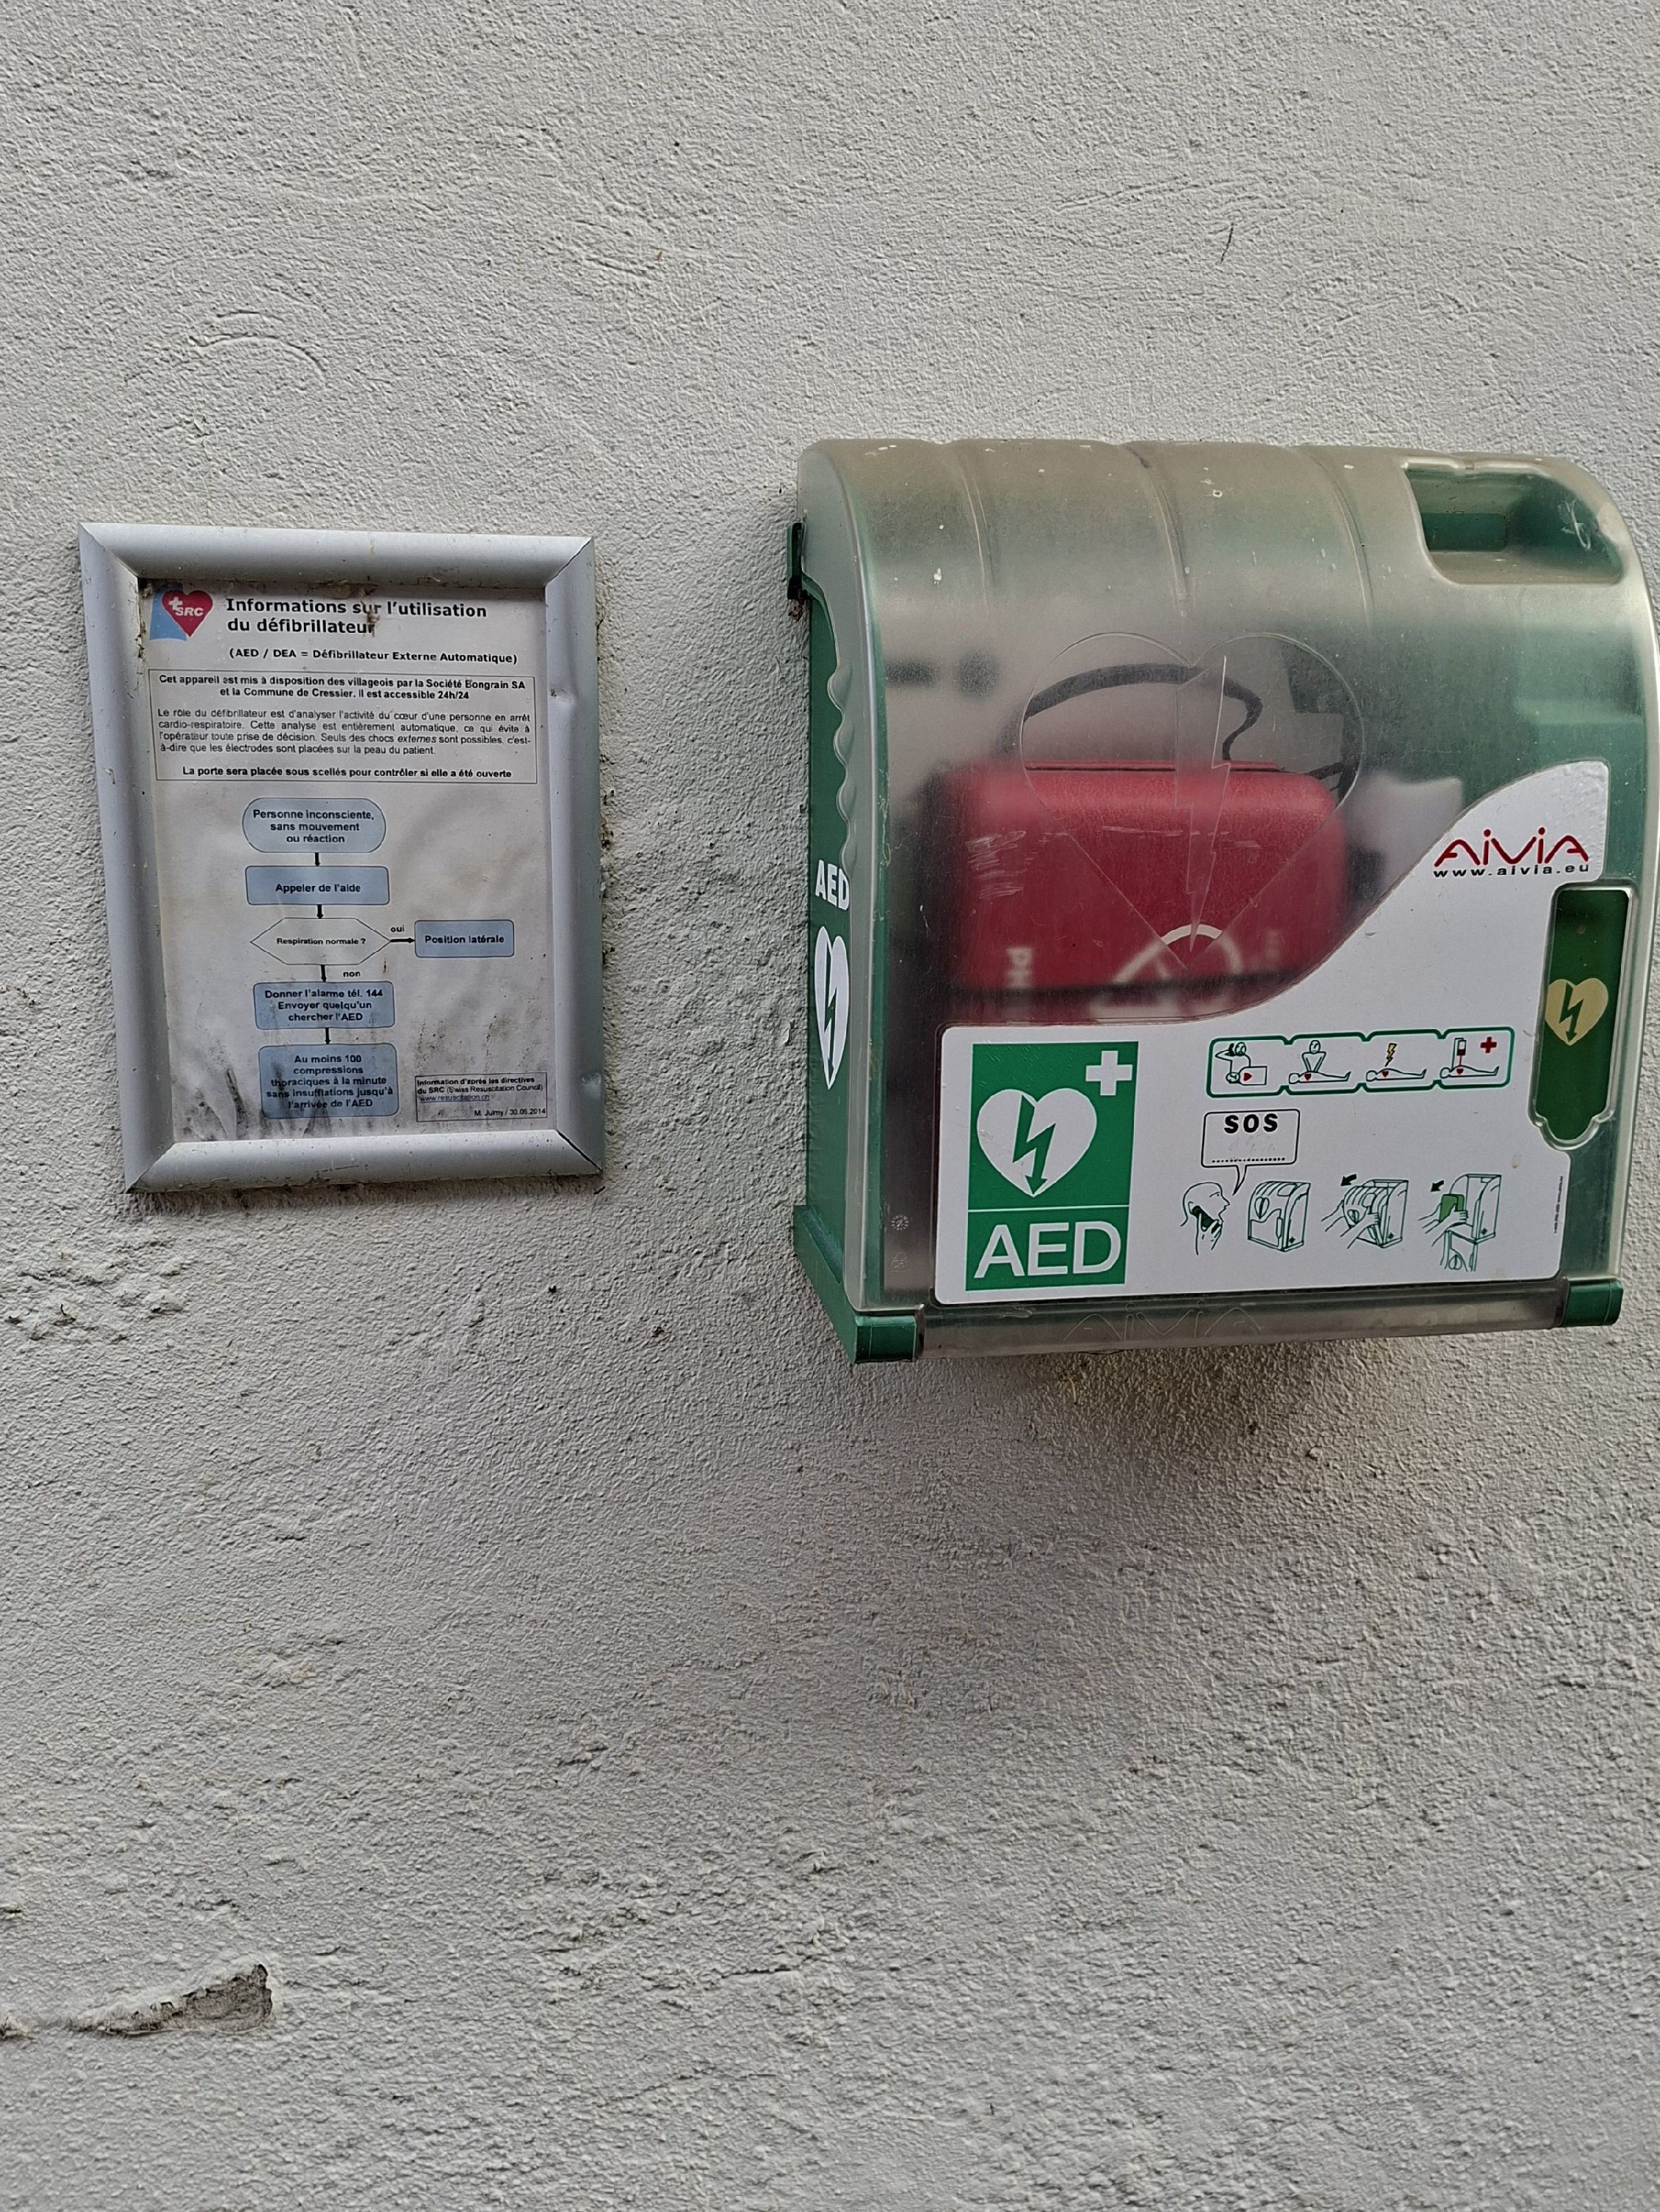 SRC
Informations sur l'utilisation
du défibrillateur
(AED / DEA = Défibrillateur Externe Automatique)
Cet appareil est mis à disposition des villageois par la Société Bongrain SA
et la Commune de Cressier. Il est accessible 24h/24
Le rôle du défibrillateur est d'analyser l'activité du cœur d'une personne en arrêt
cardio-respiratoire. Cette analyse est entièrement automatique, ce qui évite à
l'opérateur toute prise de décision. Seuls des chocs externes sont possibles, c'est-
à-dire que les électrodes sont placées sur la peau du patient.
La porte sera placée sous scellés pour contrôler si elle a été ouverte
Personne inconsciente,
sans mouvement
ou réaction
Appeler de l'aide
Respiration normale ?
oui
Position latérale
non
Donner l'alarme tél. 144
Envoyer quelqu'un
chercher l'AED
Au moins 100
compressions
thoraciques à la minute
sans insufflations jusqu'à
l'arrivée de l'AED
Information d'après les directives
du SRC (Swiss Resuscitation Council)
www.resuscitation.ch
M. Julmy / 30.05.2014
AED
AIVIA
www.aivia.eu
SOS
AED
AIVIA